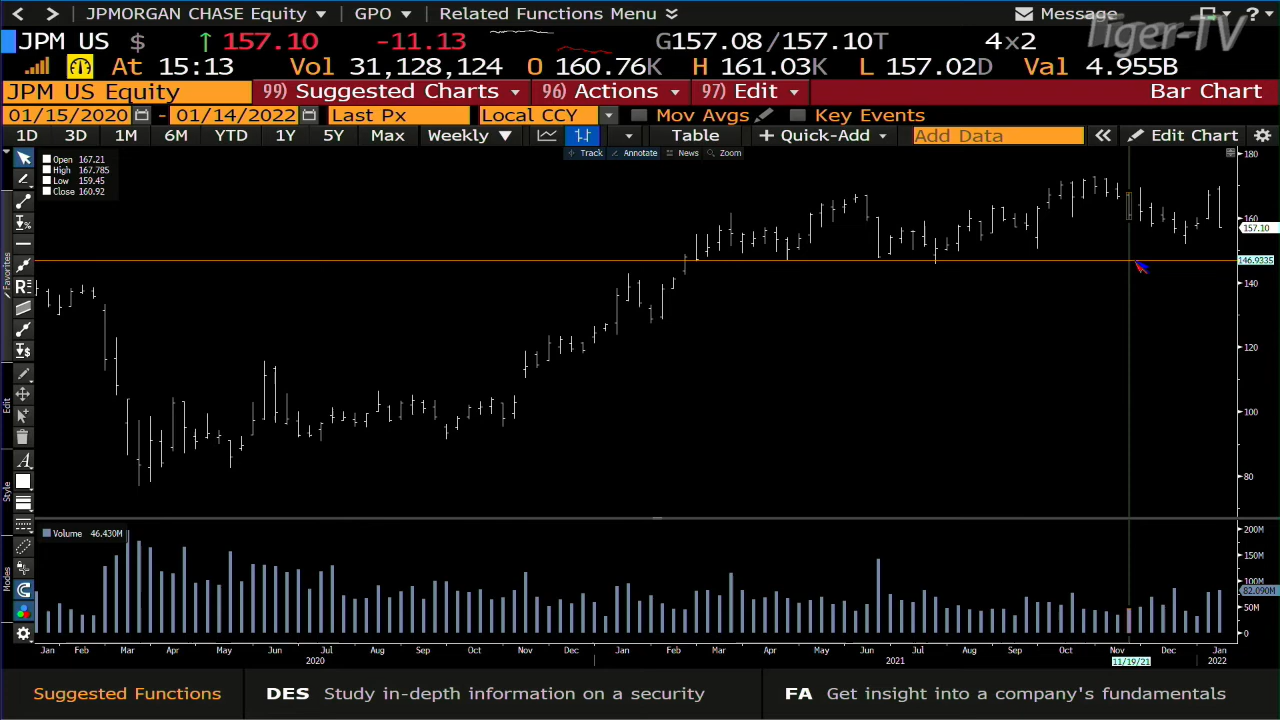 JPMORGAN CHASE Equity GPO Related Functions Menu Message ?
Tiger-TV
JPM US $ ↑ 157.10 -11.13 G157.08/157.10T 4x2
At 15:13 Vol 31,128,124 O 160.76K H 161.03K L 157.02D Val 4.955B
JPM US Equity 99) Suggested Charts 96) Actions 97) Edit Bar Chart
01/15/2020 - 01/14/2022 Last Px Local CCY Mov Avgs Key Events
1D 3D 1M 6M YTD 1Y 5Y Max Weekly Table + Quick-Add Add Data « Edit Chart
Track Annotate News Zoom
Open 167.21
High 167.785
Low 159.45
Close 160.92
180
160
157.10
146.9335
140
120
100
80
Favorites
Edit
Style
Modes
Volume 46.430M
200M
150M
100M
82.090M
50M
0
Jan Feb Mar Apr May Jun Jul Aug Sep Oct Nov Dec Jan Feb Mar Apr May Jun Jul Aug Sep Oct Nov Dec Jan
2020 2021 11/19/21 2022
Suggested Functions DES Study in-depth information on a security FA Get insight into a company's fundamentals